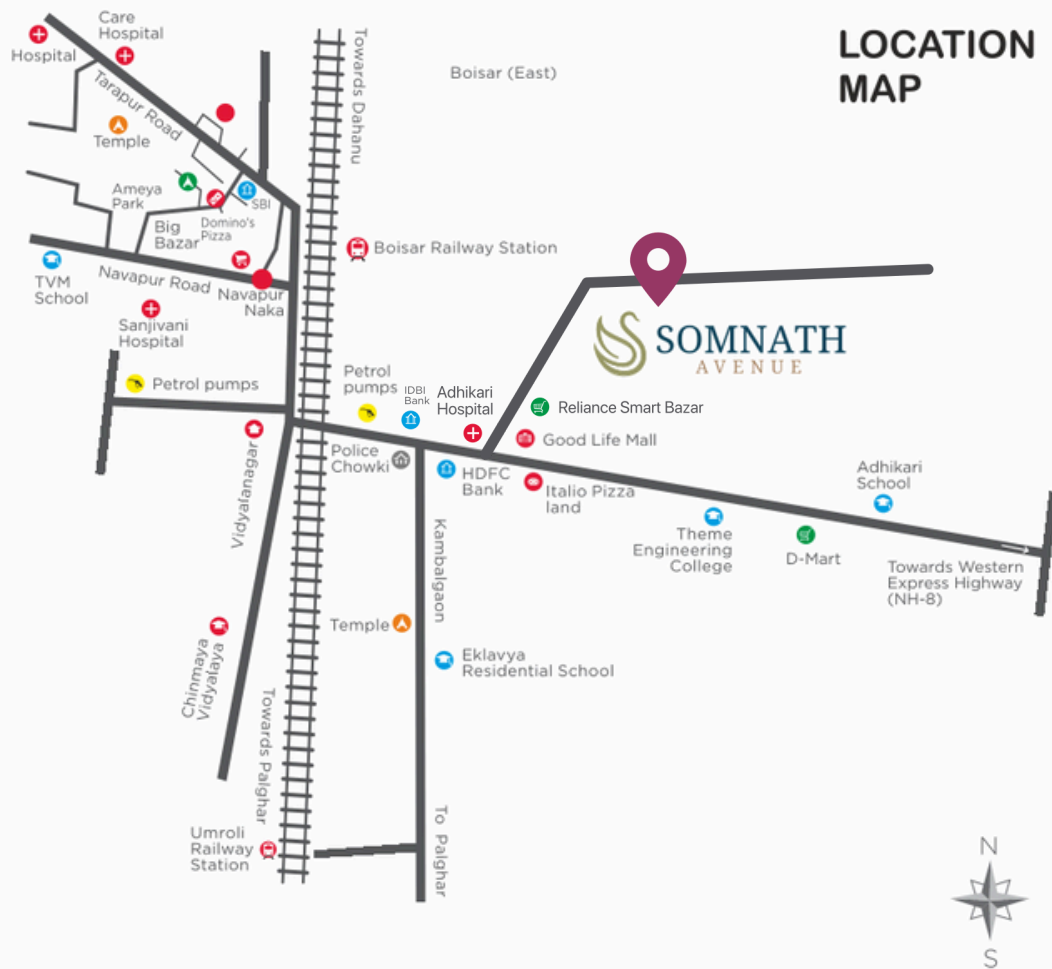 LOCATION
MAP
Care
Hospital
Hospital
Tarapur Road
Temple
Towards Dahanu
Boisar (East)
Ameya
Park
SBI
Domino's
Pizza
Big
Bazar
Boisar Railway Station
TVM
School
Navapur Road
Navapur
Naka
Sanjivani
Hospital
SOMNATH
AVENUE
Petrol pumps
Petrol
pumps
IDBI
Bank
Adhikari
Hospital
Reliance Smart Bazar
Good Life Mall
Vidyalanagar
Police
Chowki
HDFC
Bank
Italio Pizza
land
Adhikari
School
Theme
Engineering
College
D-Mart
Towards Western
Express Highway
(NH-8)
Kambalgaon
Temple
Eklavya
Residential School
Chinmaya
Vidyalaya
Towards Palghar
To Palghar
Umroli
Railway
Station
N
S